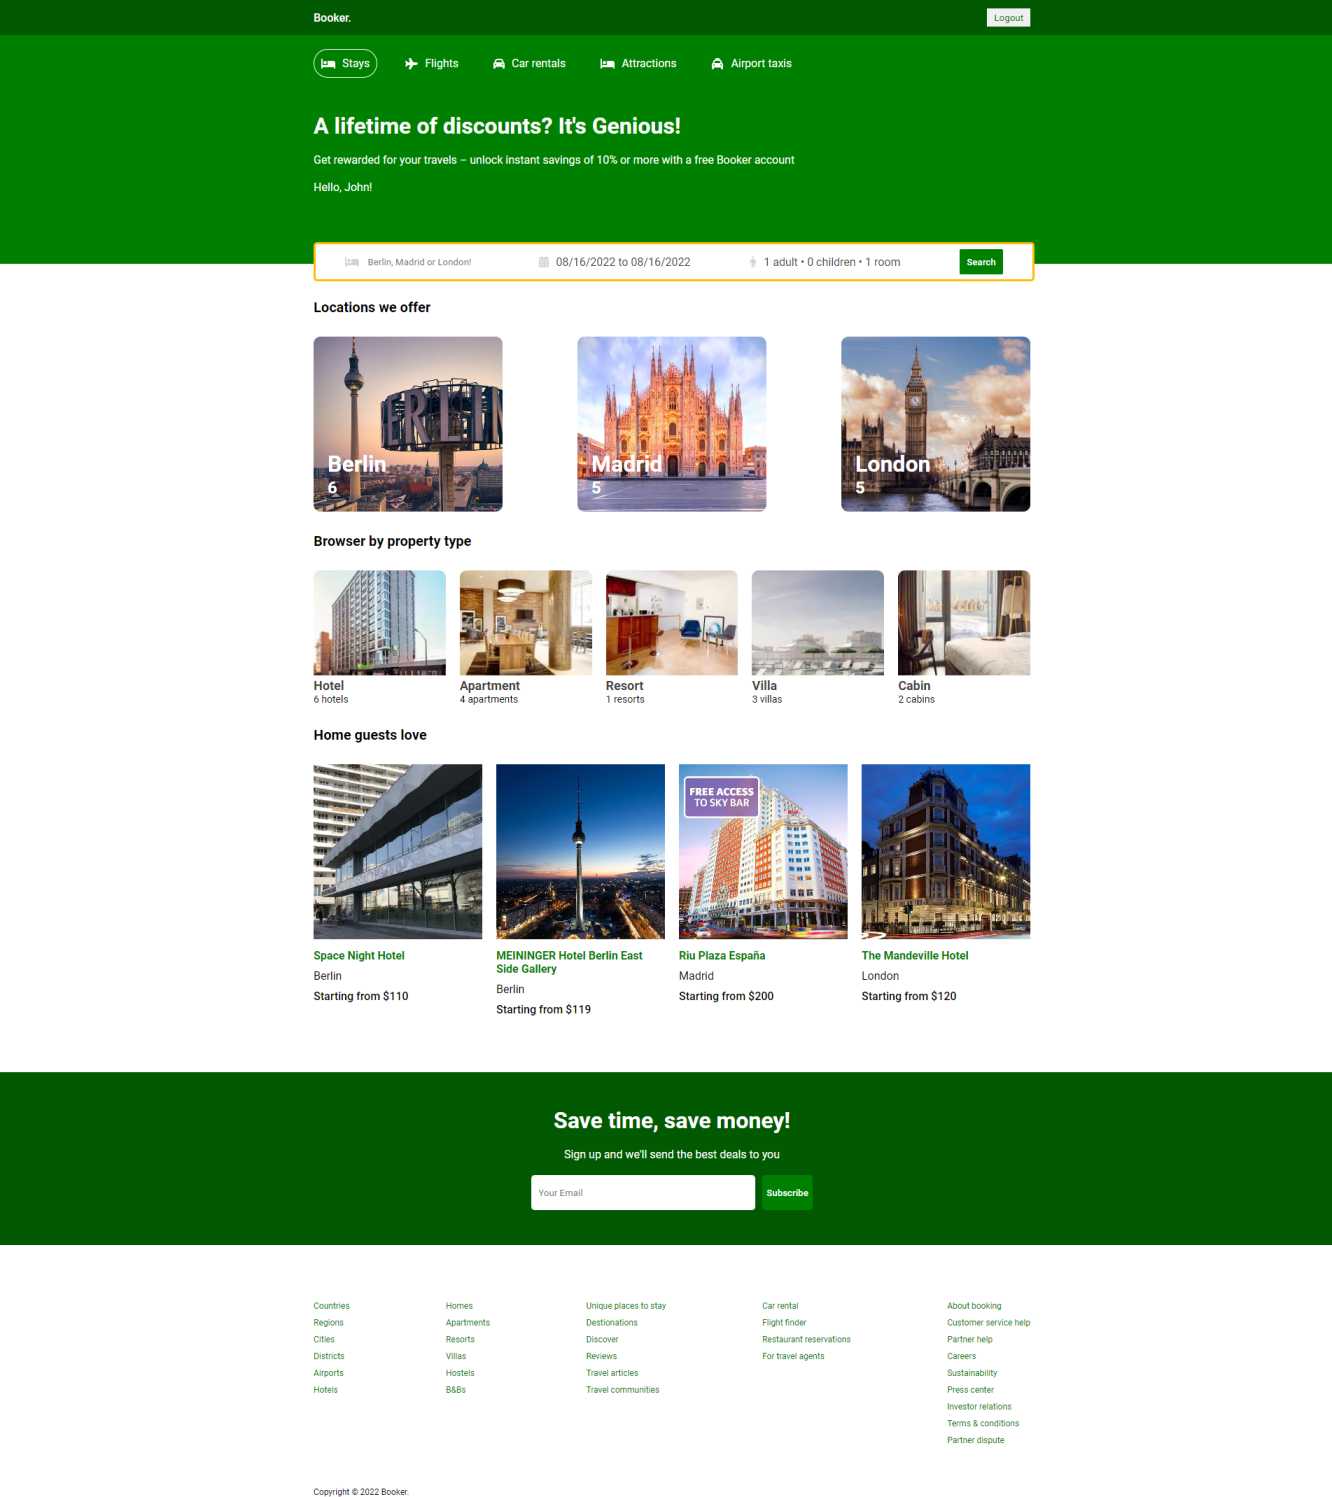 Booker.
Logout
Stays
Flights
Car rentals
Attractions
Airport taxis
A lifetime of discounts? It's Genious!
Get rewarded for your travels – unlock instant savings of 10% or more with a free Booker account
Hello, John!
Berlin, Madrid or London!
08/16/2022 to 08/16/2022
1 adult • 0 children • 1 room
Search
Locations we offer
ERLIN
Berlin
6
Madrid
5
London
5
Browser by property type
Hotel
6 hotels
Apartment
4 apartments
Resort
1 resorts
Villa
3 villas
Cabin
2 cabins
Home guests love
FREE ACCESS
TO SKY BAR
Space Night Hotel
Berlin
Starting from $110
MEININGER Hotel Berlin East
Side Gallery
Berlin
Starting from $119
Riu Plaza España
Madrid
Starting from $200
The Mandeville Hotel
London
Starting from $120
Save time, save money!
Sign up and we'll send the best deals to you
Your Email
Subscribe
Countries
Regions
Cities
Districts
Airports
Hotels
Homes
Apartments
Resorts
Villas
Hostels
B&Bs
Unique places to stay
Destionations
Discover
Reviews
Travel articles
Travel communities
Car rental
Flight finder
Restaurant reservations
For travel agents
About booking
Customer service help
Partner help
Careers
Sustainability
Press center
Investor relations
Terms & conditions
Partner dispute
Copyright © 2022 Booker.